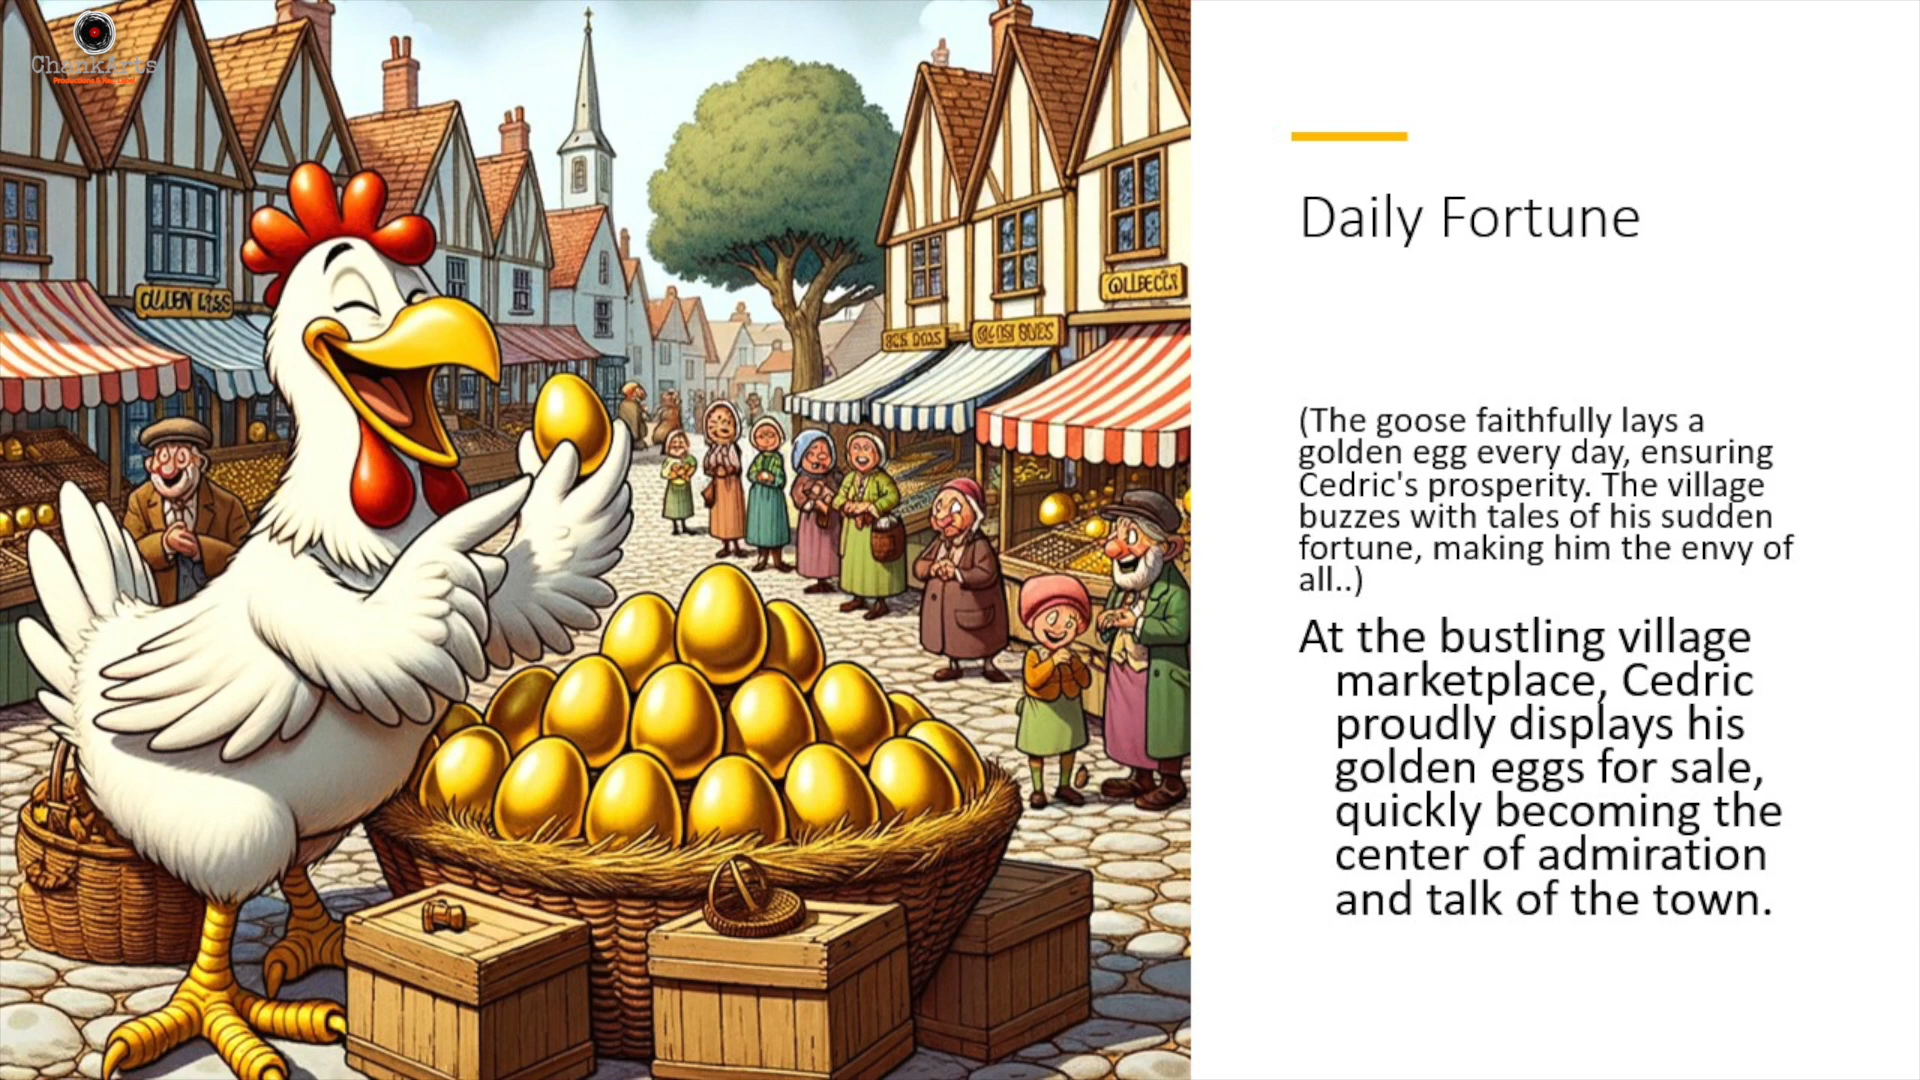 ChankArts
Daily Fortune
(The goose faithfully lays a
golden egg every day, ensuring
Cedric's prosperity. The village
buzzes with tales of his sudden
fortune, making him the envy of
all..)
At the bustling village
marketplace, Cedric
proudly displays his
golden eggs for sale,
quickly becoming the
center of admiration
and talk of the town.